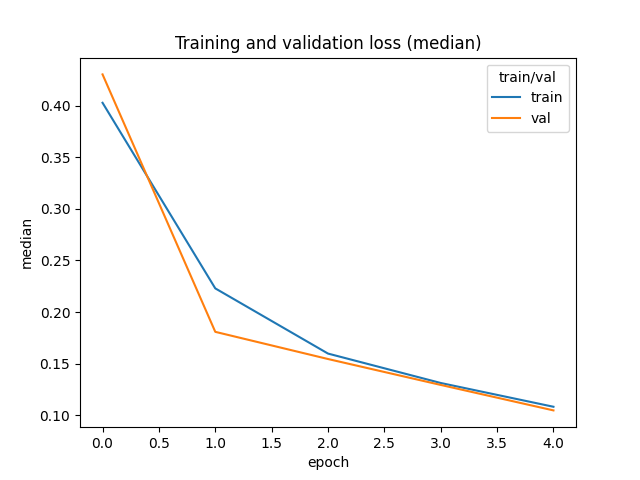 Training and validation loss (median)
train/val
train
val
0.40
0.35
0.30
0.25
0.20
0.15
0.10
median
0.0 0.5 1.0 1.5 2.0 2.5 3.0 3.5 4.0
epoch